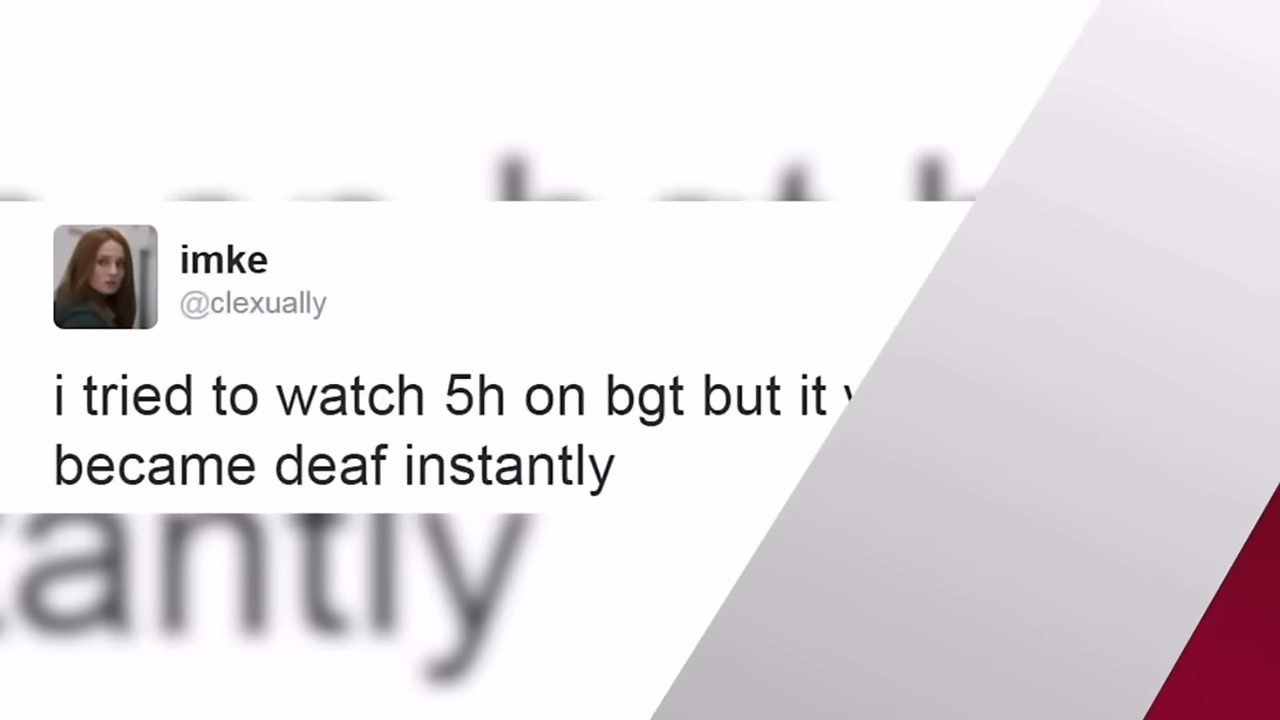 imke
@clexually
i tried to watch 5h on bgt but it
became deaf instantly